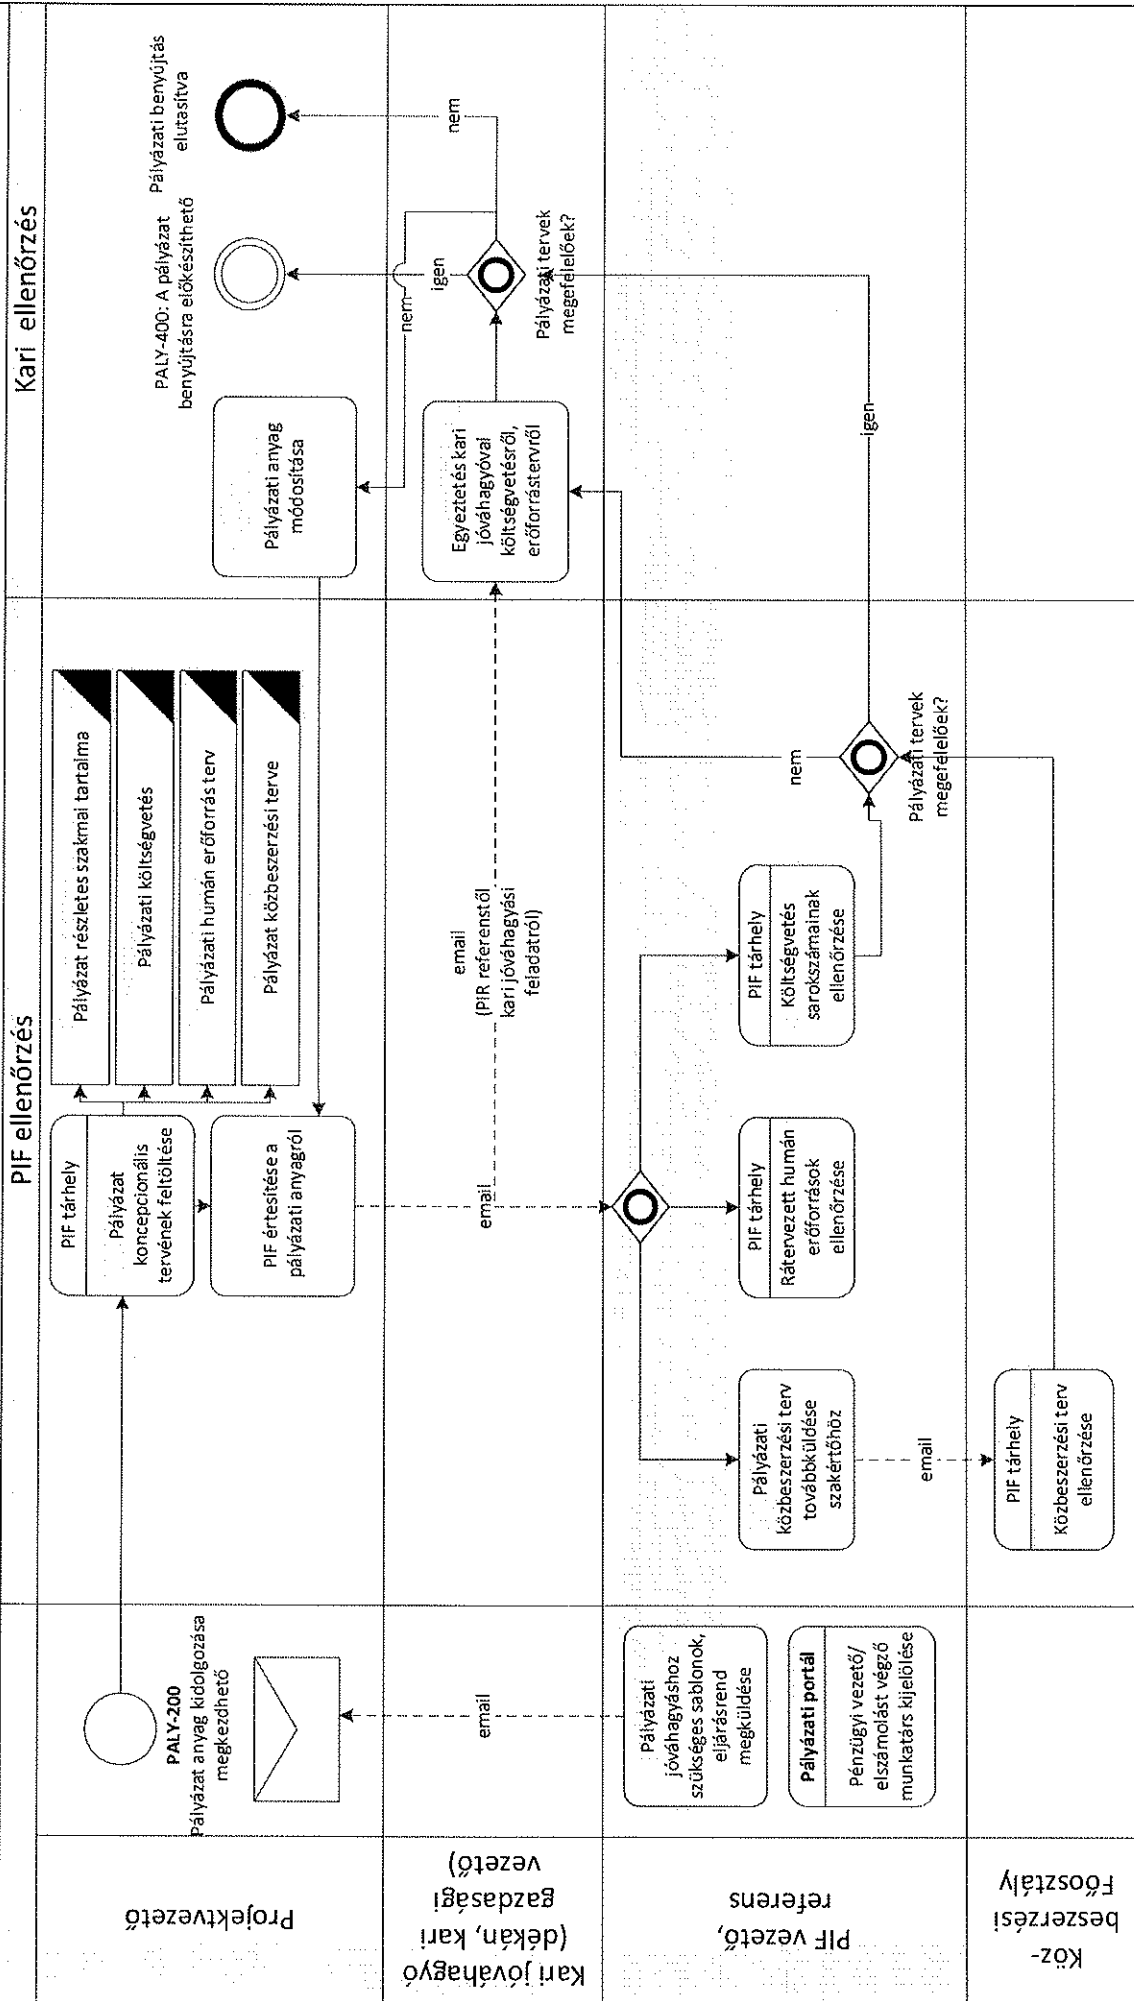 PIF ellenőrzés
Kari ellenőrzés
Projektvezető
PALY-200
Pályázat anyag kidolgozása
megkezdhető
PIF tárhely
Pályázat
koncepcionális
tervének feltöltése
Pályázat részletes szakmai tartalma
Pályázati költségvetés
Pályázati humán erőforrás terv
Pályázat közbeszerzési terve
PIF értesítése a
pályázati anyagról
Pályázati anyag
módosítása
PALY-400: A pályázat
benyújtásra előkészíthető
Pályázati benyújtás
elutasítva
Kari jóváhagyó
(dékán, kari
gazdasági
vezető)
email
email
email
(PIR referenstől
kari jóváhagyási
feladatról)
Egyeztetés kari
jóváhagyóval
költségvetésről,
erőforrástervről
nem
igen
nem
Pályázati tervek
megefelelőek?
PIF vezető,
referens
Pályázati
jóváhagyáshoz
szükséges sablonok,
eljárásrend
megküldése
Pályázati portál
Pénzügyi vezető/
elszámolást végző
munkatárs kijelölése
Pályázati
közbeszerzési terv
továbbküldése
szakértőhöz
PIF tárhely
Rátervezett humán
erőforrások
ellenőrzése
PIF tárhely
Költségvetés
sarokszámainak
ellenőrzése
nem
igen
Pályázati tervek
megefelelőek?
email
Köz-
beszerzési
Főosztály
PIF tárhely
Közbeszerzési terv
ellenőrzése